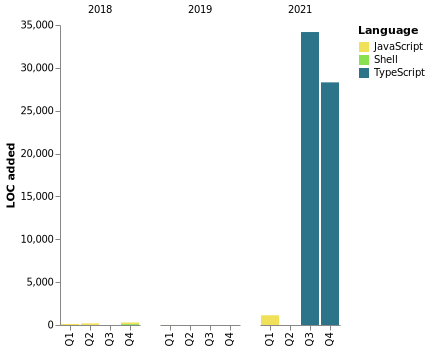 2018 2019 2021
Language
JavaScript
Shell
TypeScript
LOC added
35,000
30,000
25,000
20,000
15,000
10,000
5,000
0
Q1 Q2 Q3 Q4 Q1 Q2 Q3 Q4 Q1 Q2 Q3 Q4